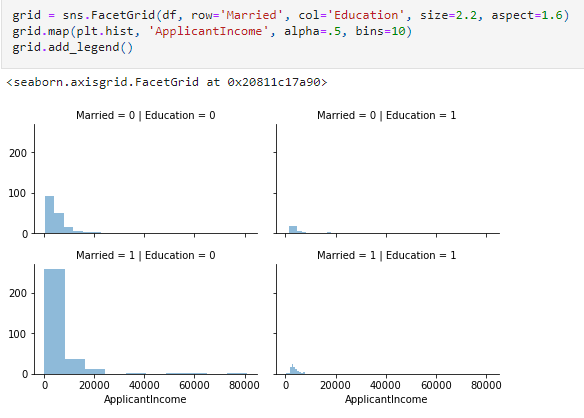 grid = sns.FacetGrid(df, row='Married', col='Education', size=2.2, aspect=1.6)
grid.map(plt.hist, 'ApplicantIncome', alpha=.5, bins=10)
grid.add_legend()
<seaborn.axisgrid.FacetGrid at 0x20811c17a90>
Married = 0 | Education = 0
Married = 0 | Education = 1
200
100
0
Married = 1 | Education = 0
Married = 1 | Education = 1
200
100
0
0 20000 40000 60000 80000
0 20000 40000 60000 80000
ApplicantIncome
ApplicantIncome